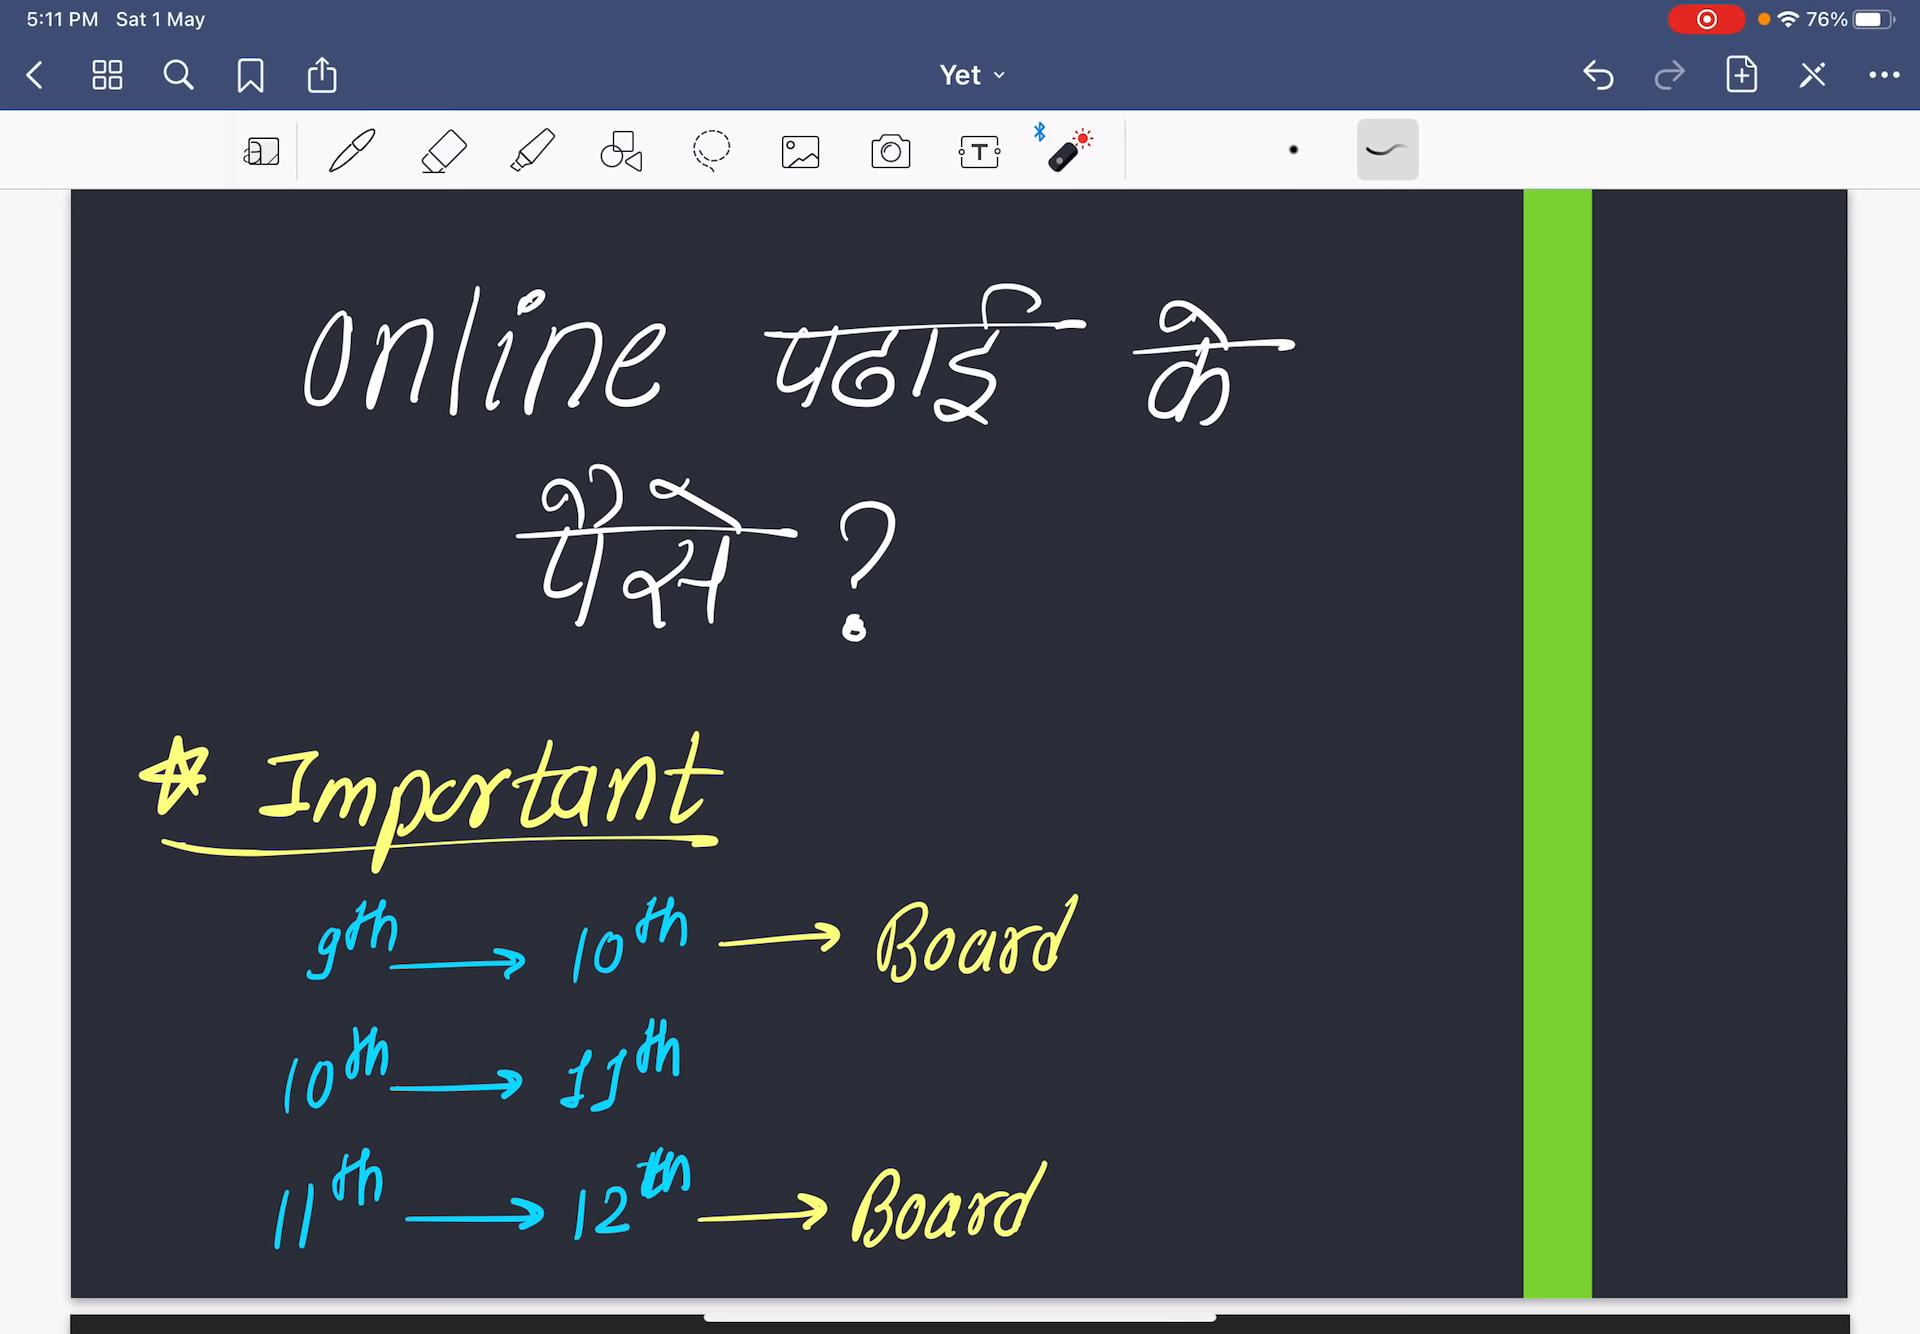 5:11 PM Sat 1 May 76%
Yet
T
online पढाई के
पैसे ?
Important
9th → 10th → Board
10th → 11th
11th → 12th → Board